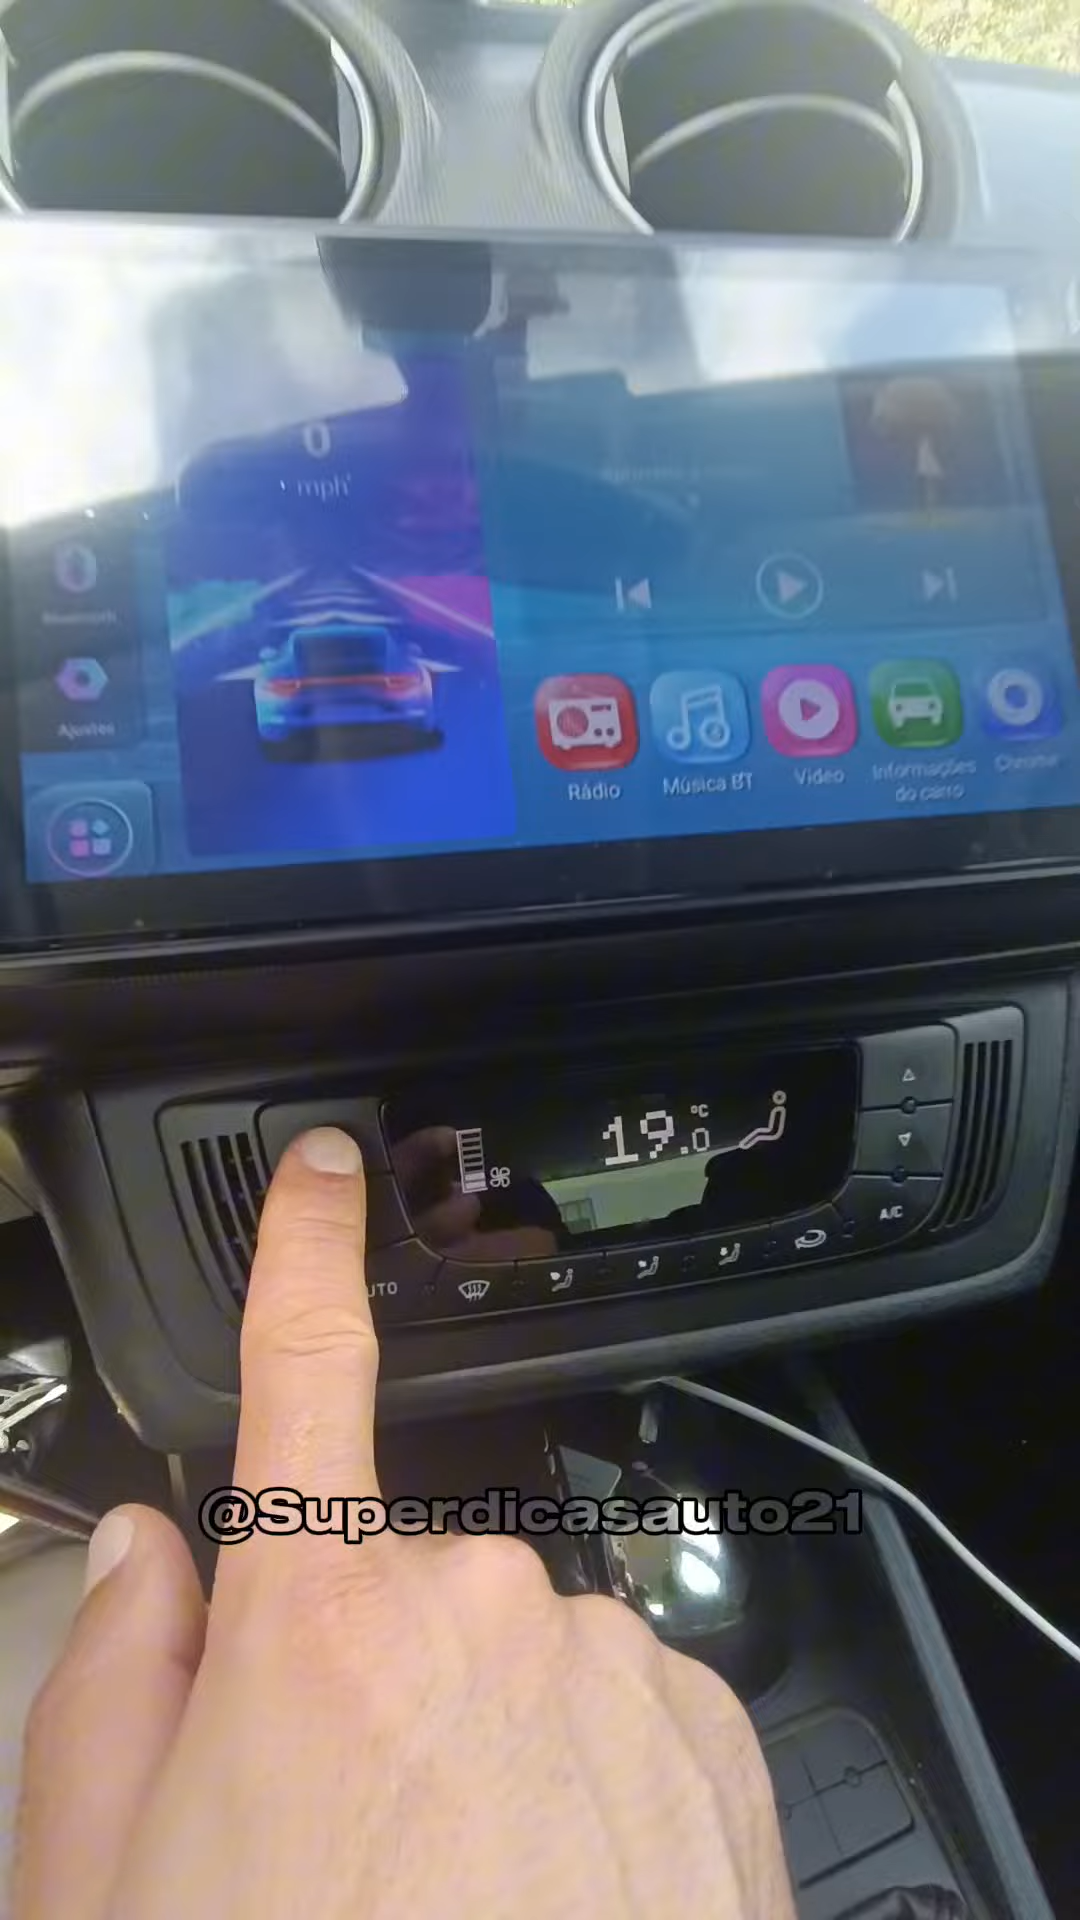 0
mph
Ajustes
Rádio
Música BT
Vídeo
Informações
do carro
19.0 °C
A/C
UTO
@Superdicasauto21